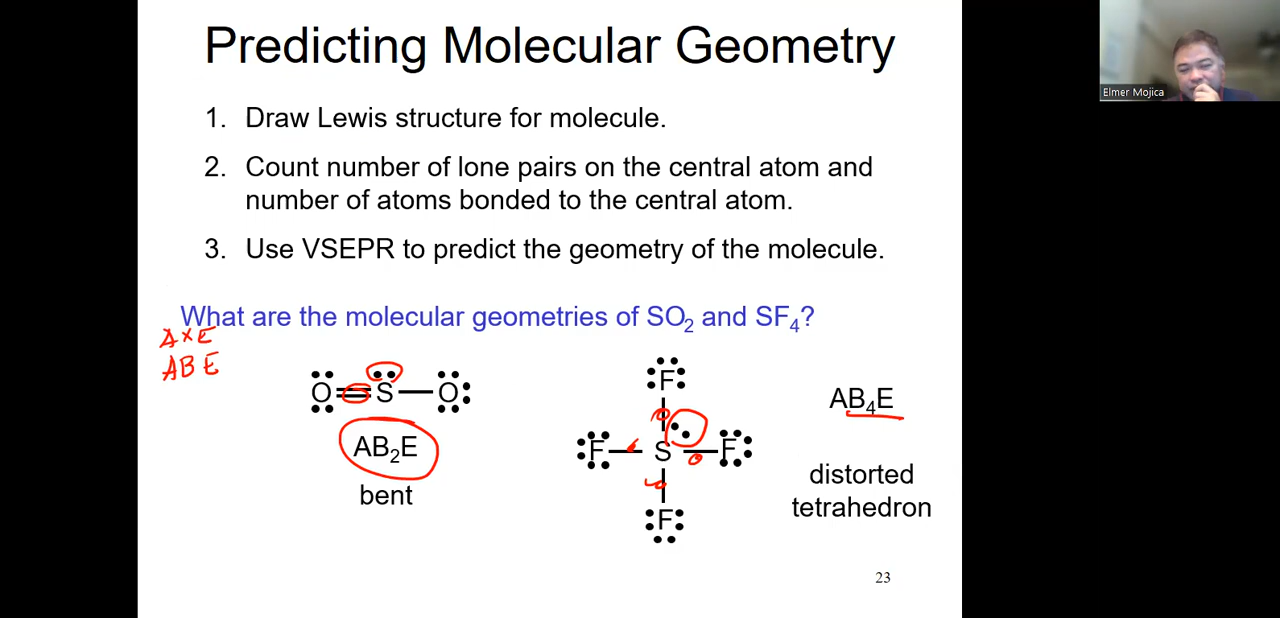 Predicting Molecular Geometry
Elmer Mojica
1. Draw Lewis structure for molecule.
2. Count number of lone pairs on the central atom and
number of atoms bonded to the central atom.
3. Use VSEPR to predict the geometry of the molecule.
What are the molecular geometries of SO₂ and SF₄?
AXE
ABE
O S O
AB₂E
bent
F
F S F
F
AB₄E
distorted
tetrahedron
23